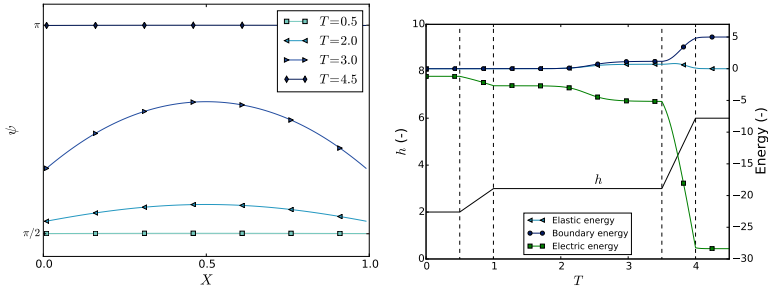 π
T=0.5
T=2.0
T=3.0
T=4.5
ψ
π/2
0.0 0.5 1.0
X
10
8
6
4
2
0
h (-)
h
Elastic energy
Boundary energy
Electric energy
0 1 2 3 4
T
5
0
−5
−10
−15
−20
−25
−30
Energy (-)